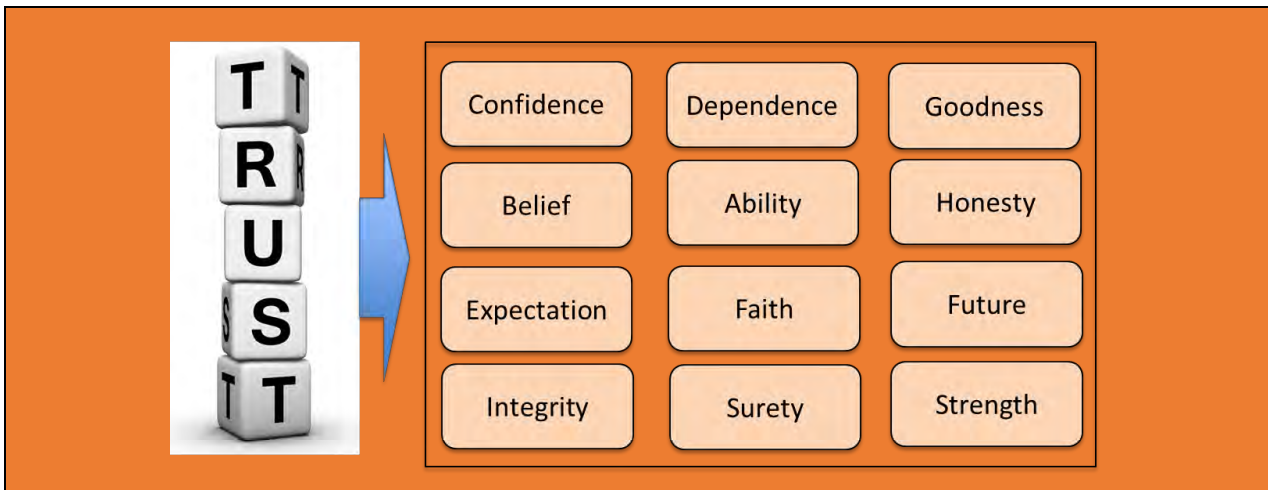 T T
R R
U
S S
T T
Confidence Dependence Goodness
Belief Ability Honesty
Expectation Faith Future
Integrity Surety Strength